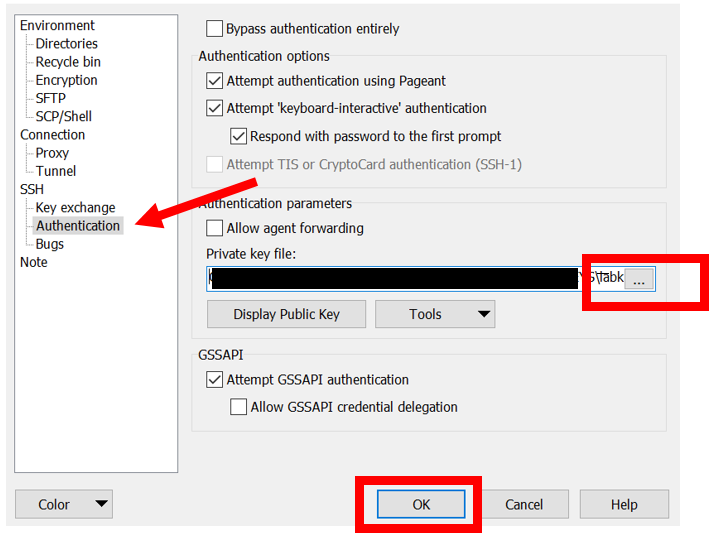 Environment
Directories
Recycle bin
Encryption
SFTP
SCP/Shell
Connection
Proxy
Tunnel
SSH
Key exchange
Authentication
Bugs
Note
Bypass authentication entirely
Authentication options
Attempt authentication using Pageant
Attempt 'keyboard-interactive' authentication
Respond with password to the first prompt
Attempt TIS or CryptoCard authentication (SSH-1)
Authentication parameters
Allow agent forwarding
Private key file:
...
Display Public Key
Tools
GSSAPI
Attempt GSSAPI authentication
Allow GSSAPI credential delegation
Color
OK
Cancel
Help